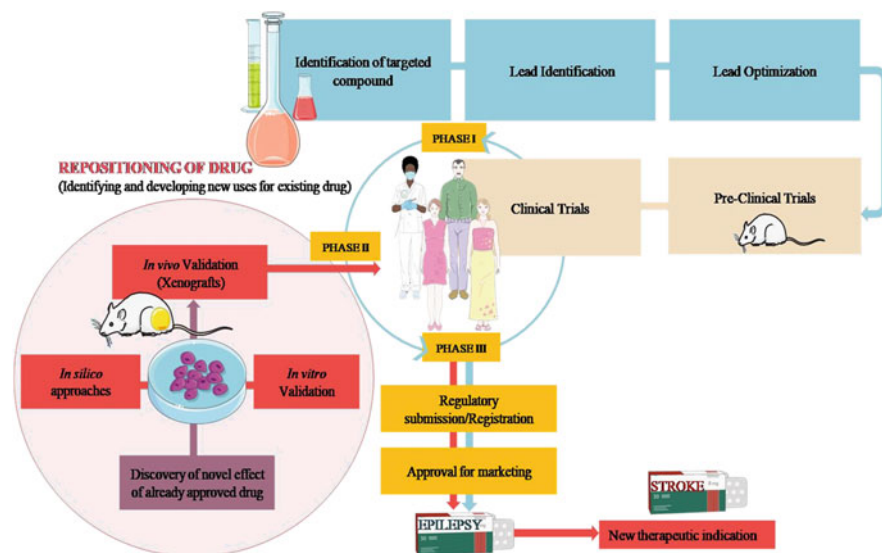 Identification of targeted
compound
Lead Identification
Lead Optimization
PHASE I
REPOSITIONING OF DRUG
(Identifying and developing new uses for existing drug)
Clinical Trials
Pre-Clinical Trials
PHASE II
In vivo Validation
(Xenografts)
In silico
approaches
In vitro
Validation
Discovery of novel effect
of already approved drug
PHASE III
Regulatory
submission/Registration
Approval for marketing
EPILEPSY
STROKE
New therapeutic indication